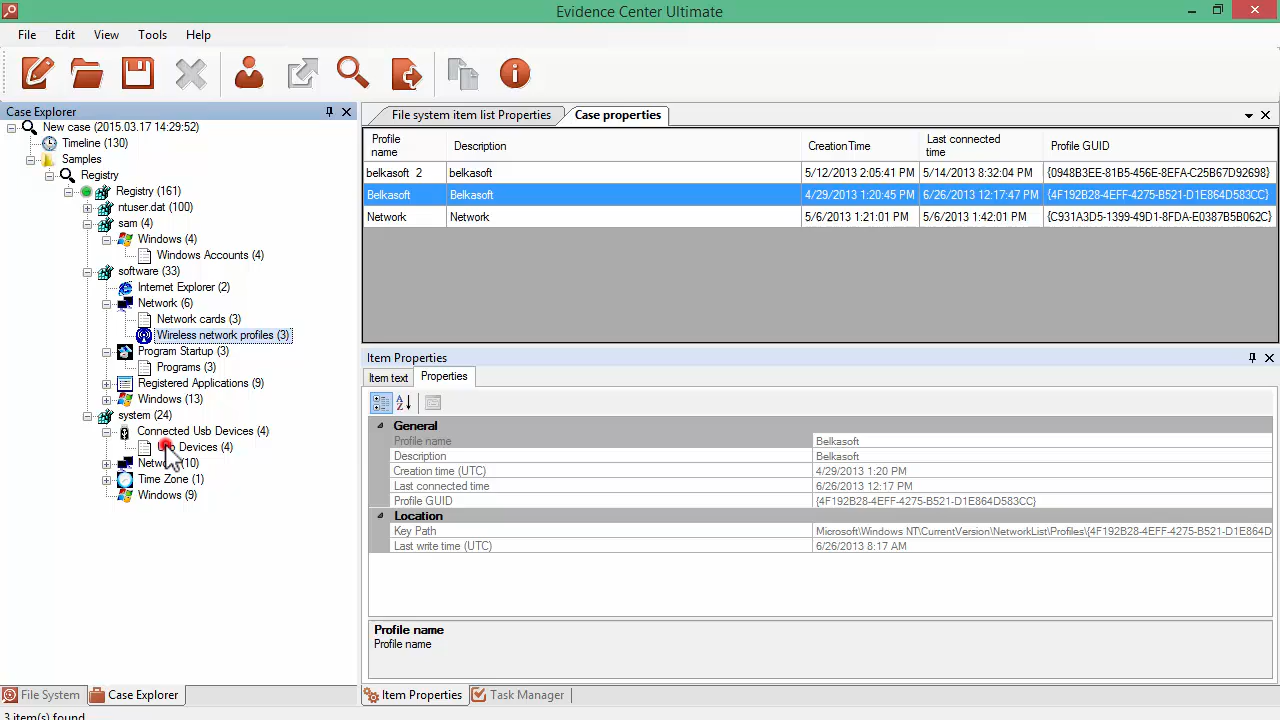 Evidence Center Ultimate
File Edit View Tools Help
Case Explorer
New case (2015.03.17 14:29:52)
Timeline (130)
Samples
Registry
Registry (161)
ntuser.dat (100)
sam (4)
Windows (4)
Windows Accounts (4)
software (33)
Internet Explorer (2)
Network (6)
Network cards (3)
Wireless network profiles (3)
Program Startup (3)
Programs (3)
Registered Applications (9)
Windows (13)
system (24)
Connected Usb Devices (4)
Devices (4)
(10)
Time Zone (1)
Windows (9)
File System Case Explorer
3 item(s) found
File system item list Properties Case properties
Profile name Description CreationTime Last connected time Profile GUID
belkasoft 2 belkasoft 5/12/2013 2:05:41 PM 5/14/2013 8:32:04 PM {0948B3EE-81B5-456E-8EFA-C25B67D92698}
Belkasoft Belkasoft 4/29/2013 1:20:45 PM 6/26/2013 12:17:47 PM {4F192B28-4EFF-4275-B521-D1E864D583CC}
Network Network 5/6/2013 1:21:01 PM 5/6/2013 1:42:01 PM {C931A3D5-1399-49D1-8FDA-E0387B5B062C}
Item Properties
Item text Properties
General
Profile name Belkasoft
Description Belkasoft
Creation time (UTC) 4/29/2013 1:20 PM
Last connected time 6/26/2013 12:17 PM
Profile GUID {4F192B28-4EFF-4275-B521-D1E864D583CC}
Location
Key Path Microsoft\Windows NT\CurrentVersion\NetworkList\Profiles\{4F192B28-4EFF-4275-B521-D1E864D
Last write time (UTC) 6/26/2013 8:17 AM
Profile name
Profile name
Item Properties Task Manager